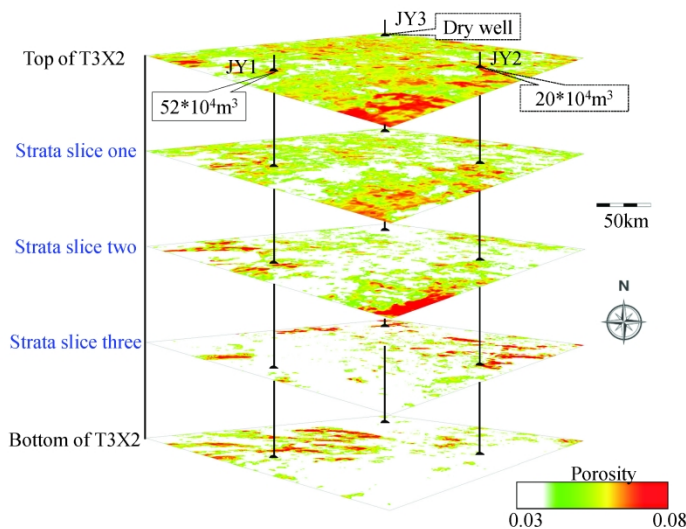 JY3
Dry well
Top of T3X2
JY1
JY2
52*10⁴m³
20*10⁴m³
Strata slice one
50km
Strata slice two
N
Strata slice three
Bottom of T3X2
Porosity
0.03
0.08